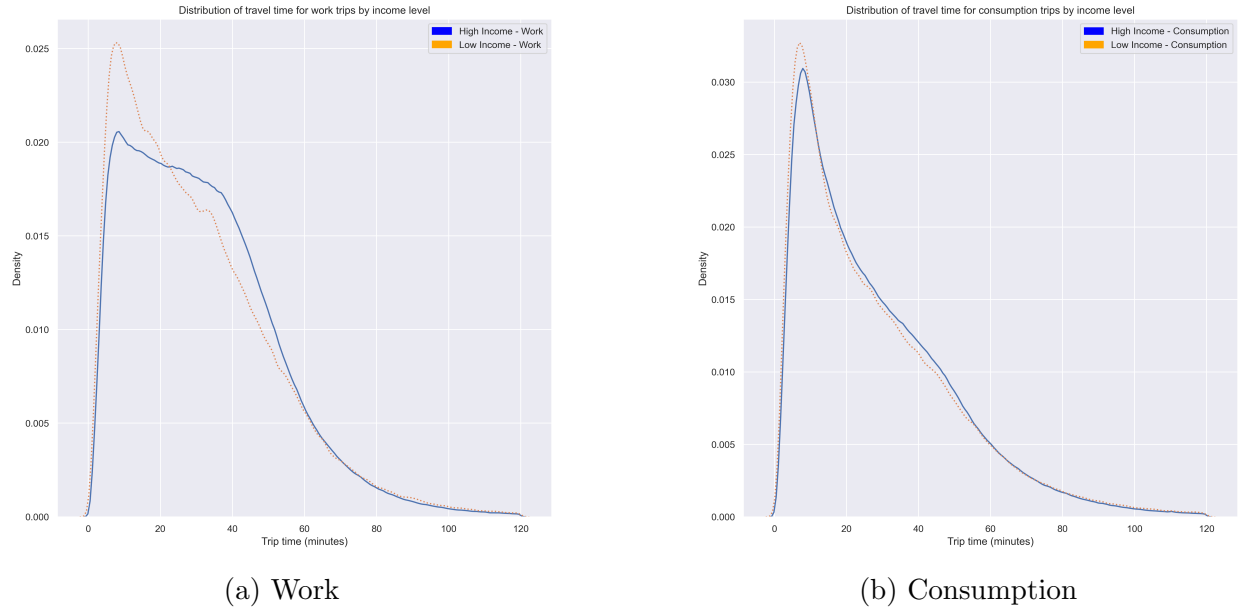 Distribution of travel time for work trips by income level
High Income - Work
Low Income - Work
0.025
0.020
0.015
0.010
0.005
0.000
Density
0 20 40 60 80 100 120
Trip time (minutes)
(a) Work
Distribution of travel time for consumption trips by income level
High Income - Consumption
Low Income - Consumption
0.030
0.025
0.020
0.015
0.010
0.005
0.000
Density
0 20 40 60 80 100 120
Trip time (minutes)
(b) Consumption